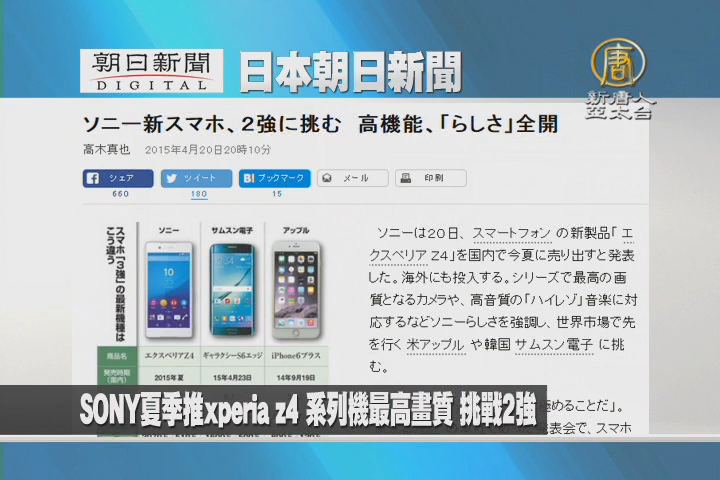 朝日新聞
DIGITAL
日本朝日新聞
唐
新唐人
亞太台
ソニー新スマホ、2強に挑む 高機能、「らしさ」全開
高木真也 2015年4月20日20時10分
シェア ツイート ブックマーク メール 印刷
660 180 15
スマホ「3強」の最新機種は
こう違う
ソニー サムスン電子 アップル
商品名 エクスペリアZ4 ギャラクシーS6エッジ iPhone6プラス
発売時期
(国内) 2015年夏 15年4月23日 14年9月19日
ソニーは20日、スマートフォンの新製品「エ
クスペリアZ4」を国内で今夏に売り出すと発表
した。海外にも投入する。シリーズで最高の画
質となるカメラや、高音質の「ハイレゾ」音楽に対
応するなどソニーらしさを強調し、世界市場で先
を行く米アップルや韓国サムスン電子に挑
む。
極めることだ」。
発表会で、スマホ
SONY夏季推xperia z4 系列機最高畫質 挑戰2強